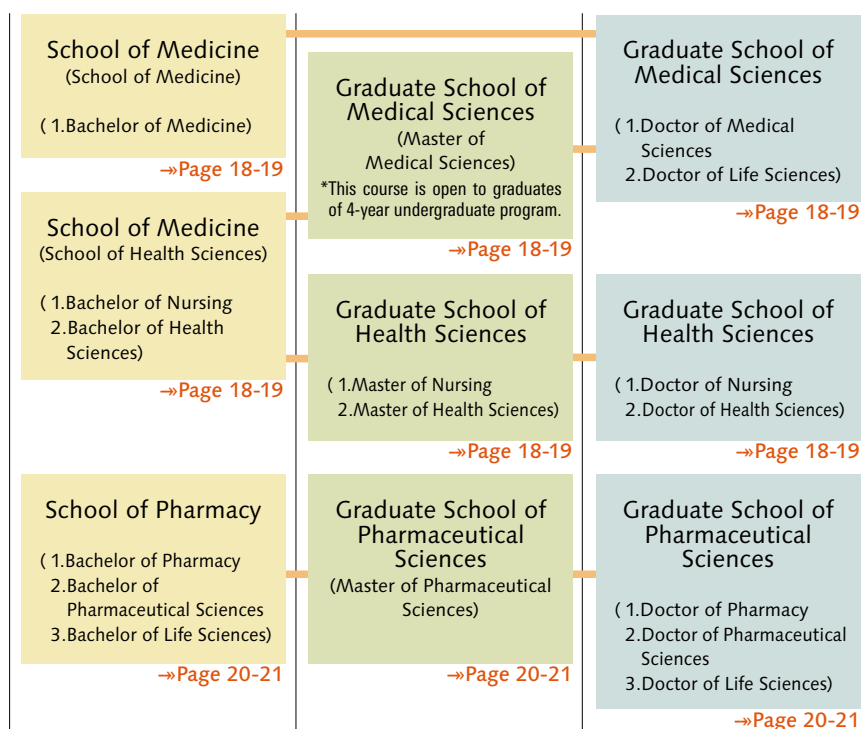 School of Medicine
(School of Medicine)
( 1.Bachelor of Medicine)
→»Page 18-19
School of Medicine
(School of Health Sciences)
( 1.Bachelor of Nursing
2.Bachelor of Health
Sciences)
→»Page 18-19
School of Pharmacy
( 1.Bachelor of Pharmacy
2.Bachelor of
Pharmaceutical Sciences
3.Bachelor of Life Sciences)
→»Page 20-21
Graduate School of
Medical Sciences
(Master of
Medical Sciences)
*This course is open to graduates
of 4-year undergraduate program.
→»Page 18-19
Graduate School of
Health Sciences
( 1.Master of Nursing
2.Master of Health Sciences)
→»Page 18-19
Graduate School of
Pharmaceutical
Sciences
(Master of Pharmaceutical
Sciences)
→»Page 20-21
Graduate School of
Medical Sciences
( 1.Doctor of Medical
Sciences
2.Doctor of Life Sciences)
→»Page 18-19
Graduate School of
Health Sciences
( 1.Doctor of Nursing
2.Doctor of Health Sciences)
→»Page 18-19
Graduate School of
Pharmaceutical
Sciences
( 1.Doctor of Pharmacy
2.Doctor of Pharmaceutical
Sciences
3.Doctor of Life Sciences)
→»Page 20-21